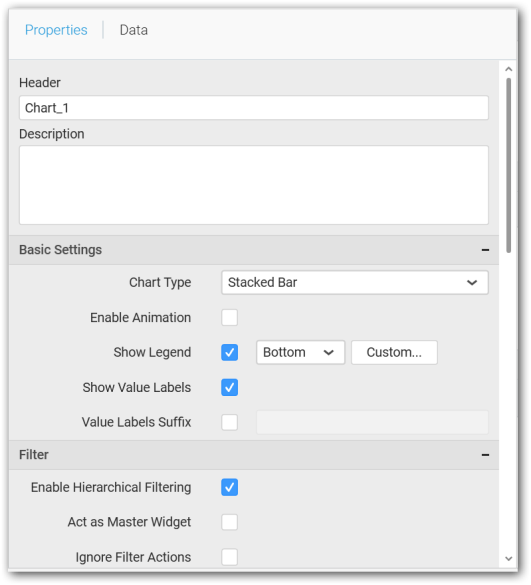 Properties | Data
Header
Chart_1
Description
Basic Settings
Chart Type Stacked Bar
Enable Animation
Show Legend Bottom Custom...
Show Value Labels
Value Labels Suffix
Filter
Enable Hierarchical Filtering
Act as Master Widget
Ignore Filter Actions